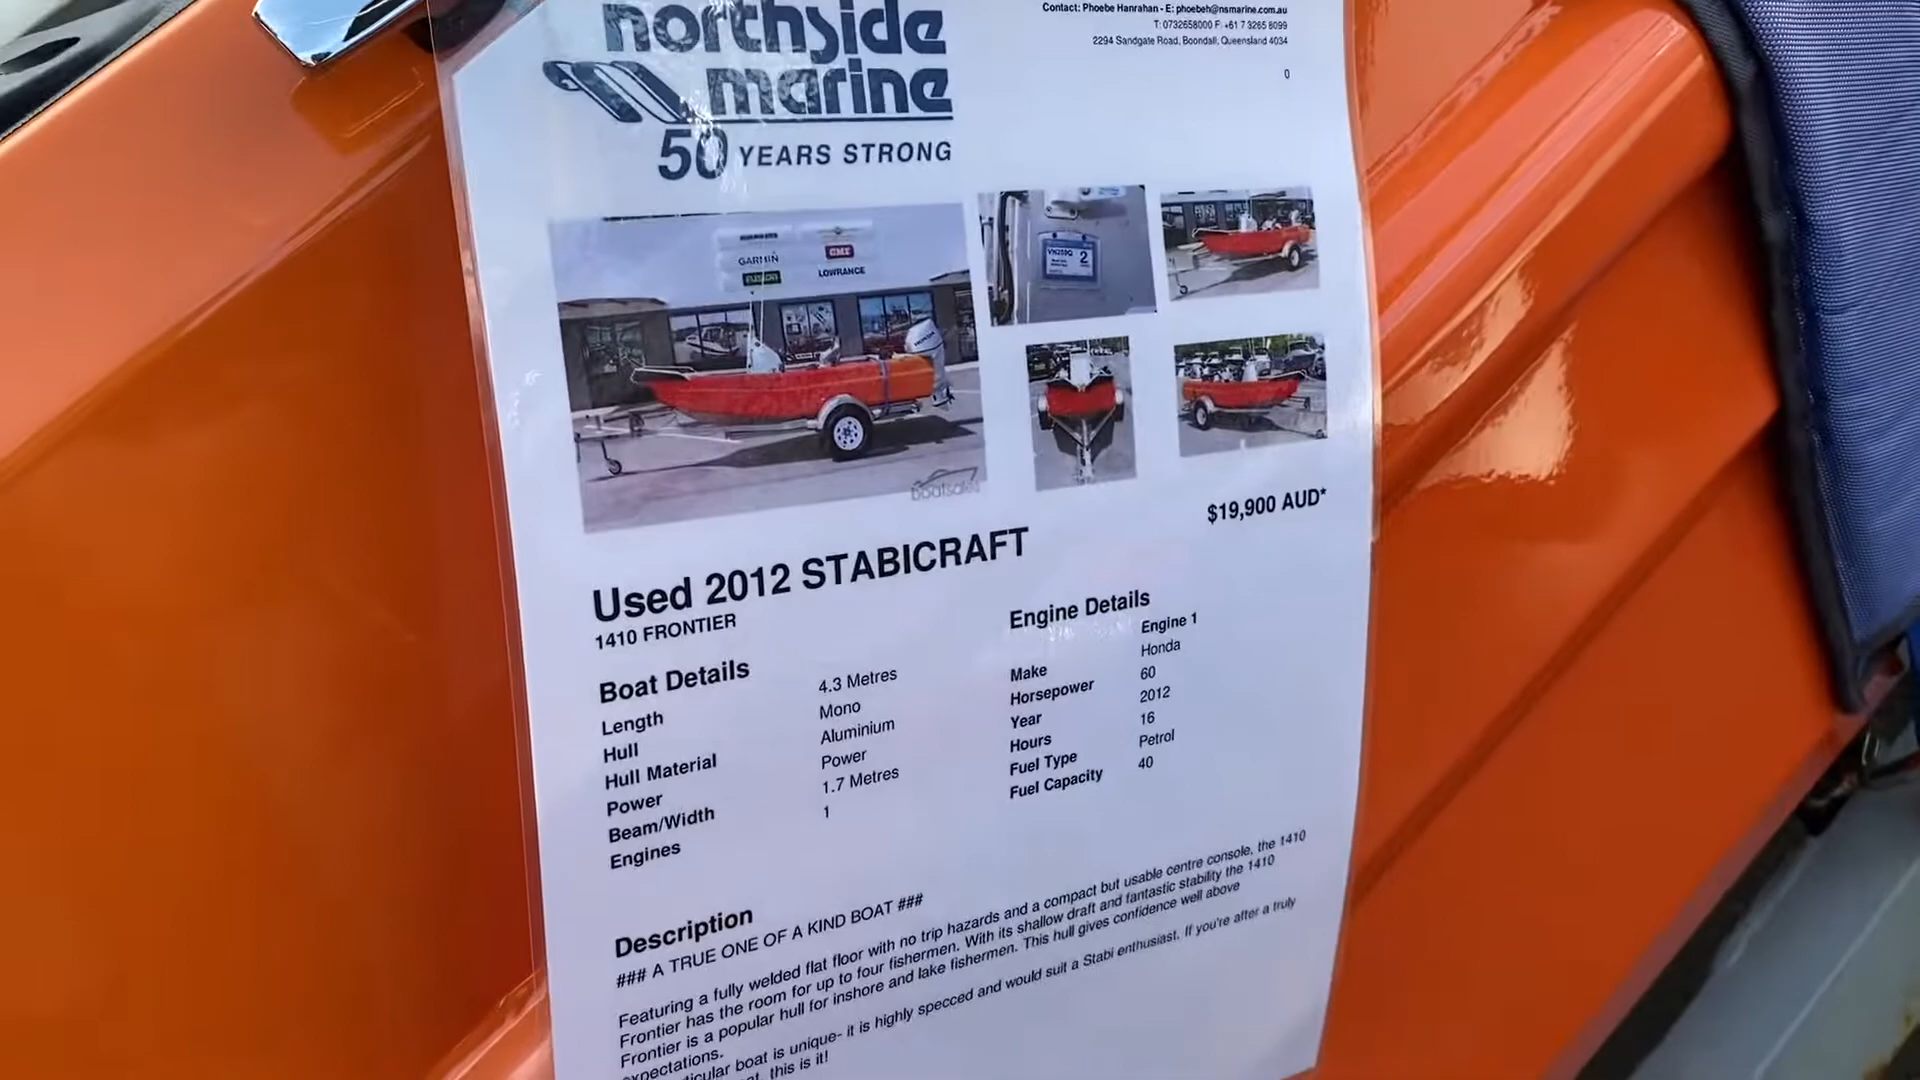 northside
marine
50 YEARS STRONG
Contact: Phoebe Hanrahan - E: phoebeh@nsmarine.com.au
T: 0732658000 F: +61 7 3265 8099
2294 Sandgate Road, Boondall, Queensland 4034
0
GARMIN
GME
FUSION
LOWRANCE
HONDA
boatsales
VN259Q 2
$19,900 AUD*
Used 2012 STABICRAFT
1410 FRONTIER
Boat Details
Length 4.3 Metres
Hull Mono
Hull Material Aluminium
Power Power
Beam/Width 1.7 Metres
Engines 1
Engine Details
Engine 1
Make Honda
Horsepower 60
Year 2012
Hours 16
Fuel Type Petrol
Fuel Capacity 40
Description
### A TRUE ONE OF A KIND BOAT ###
Featuring a fully welded flat floor with no trip hazards and a compact but usable centre console, the 1410
Frontier has the room for up to four fishermen. With its shallow draft and fantastic stability the 1410
Frontier is a popular hull for inshore and lake fishermen. This hull gives confidence well above
expectations.
ticular boat is unique- it is highly specced and would suit a Stabi enthusiast. If you're after a truly
this is it!